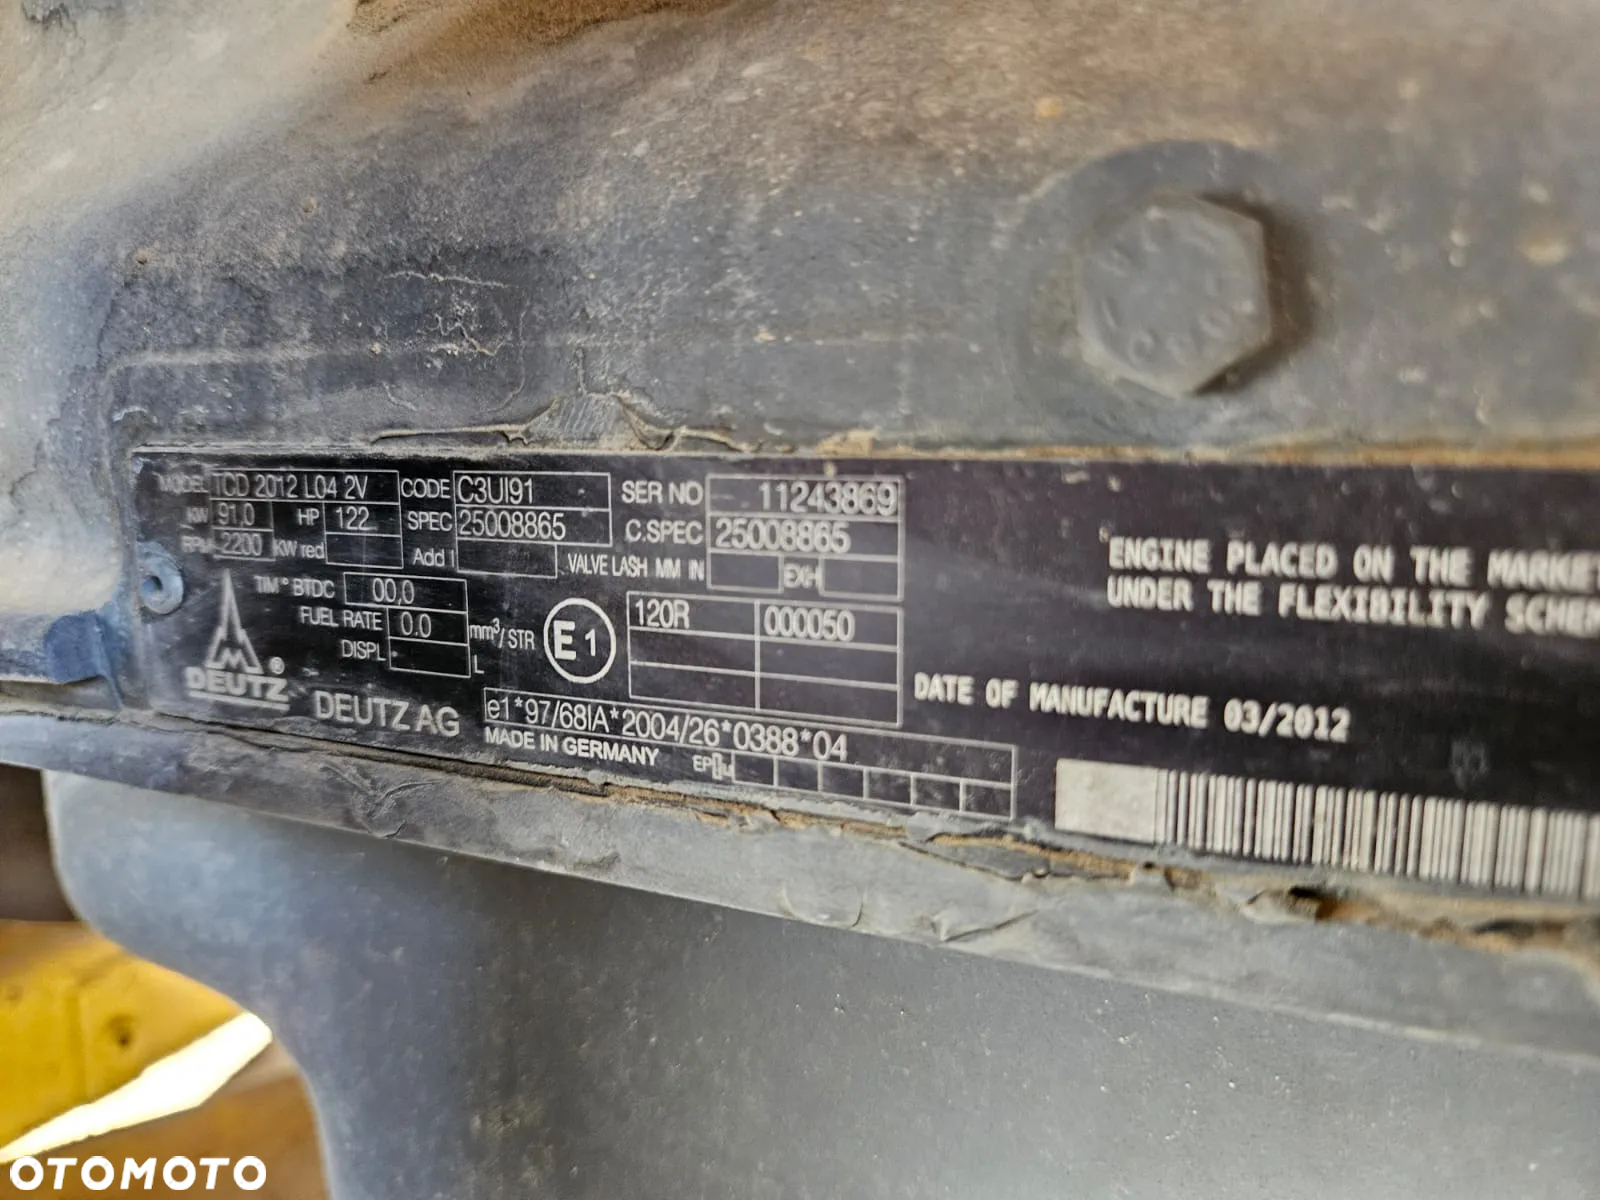 MODEL TCD 2012 L04 2V CODE C3UI91 SER NO 11243869
KW 91,0 HP 122 SPEC 25008865 C.SPEC 25008865
RPM 2200 KW red Add 1 VALVE LASH MM IN EXH
TIM° BTDC 00,0
FUEL RATE 0.0 mm³/STR
DISPL. L
E1
120R 000050
DEUTZ ®
DEUTZ AG
e1*97/68IA*2004/26*0388*04
MADE IN GERMANY
"ENGINE PLACED ON THE MARKET
UNDER THE FLEXIBILITY SCHEM
DATE OF MANUFACTURE 03/2012
OTOMOTO